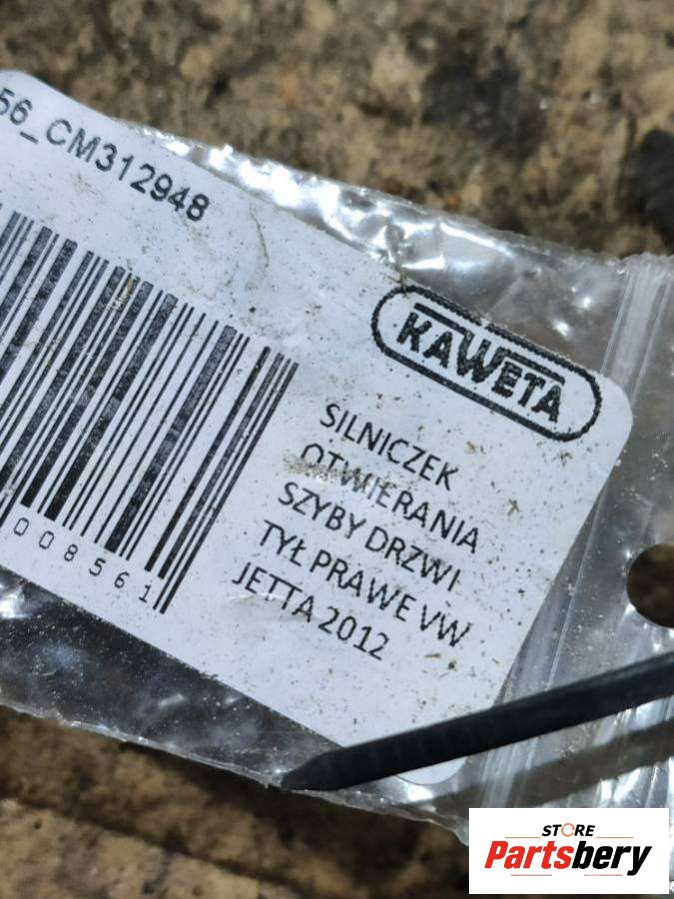 56_CM312948
KAWETA
SILNICZEK
OTWIERANIA
SZYBY DRZWI
TYŁ PRAWE VW
JETTA 2012
008561
STORE
Partsbery